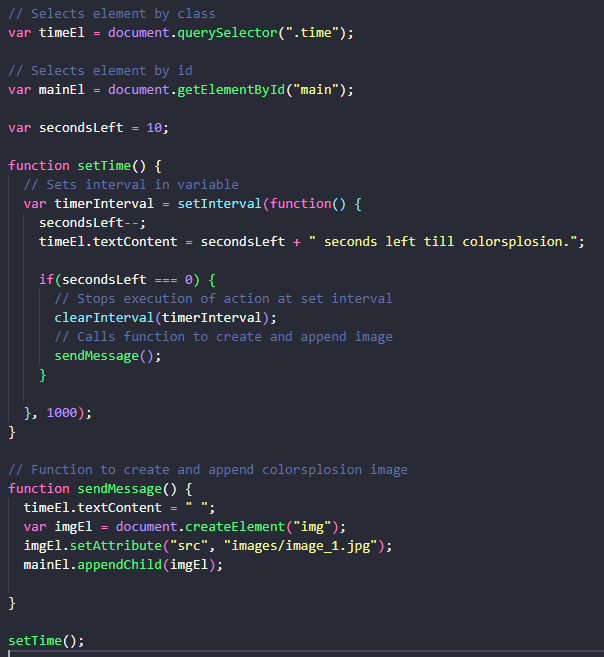 // Selects element by class
var timeEl = document.querySelector(".time");

// Selects element by id
var mainEl = document.getElementById("main");

var secondsLeft = 10;

function setTime() {
  // Sets interval in variable
  var timerInterval = setInterval(function() {
    secondsLeft--;
    timeEl.textContent = secondsLeft + " seconds left till colorsplosion.";

    if(secondsLeft === 0) {
      // Stops execution of action at set interval
      clearInterval(timerInterval);
      // Calls function to create and append image
      sendMessage();
    }

  }, 1000);
}

// Function to create and append colorsplosion image
function sendMessage() {
  timeEl.textContent = " ";
  var imgEl = document.createElement("img");
  imgEl.setAttribute("src", "images/image_1.jpg");
  mainEl.appendChild(imgEl);

}

setTime();